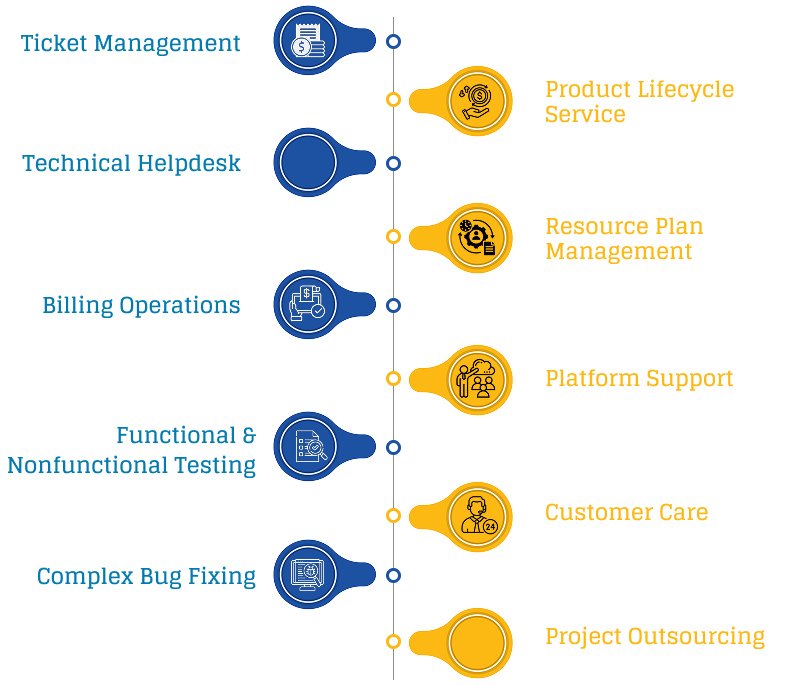 Ticket Management
Product Lifecycle
Service
Technical Helpdesk
Resource Plan
Management
Billing Operations
Platform Support
Functional &
Nonfunctional Testing
Customer Care
24
Complex Bug Fixing
Project Outsourcing